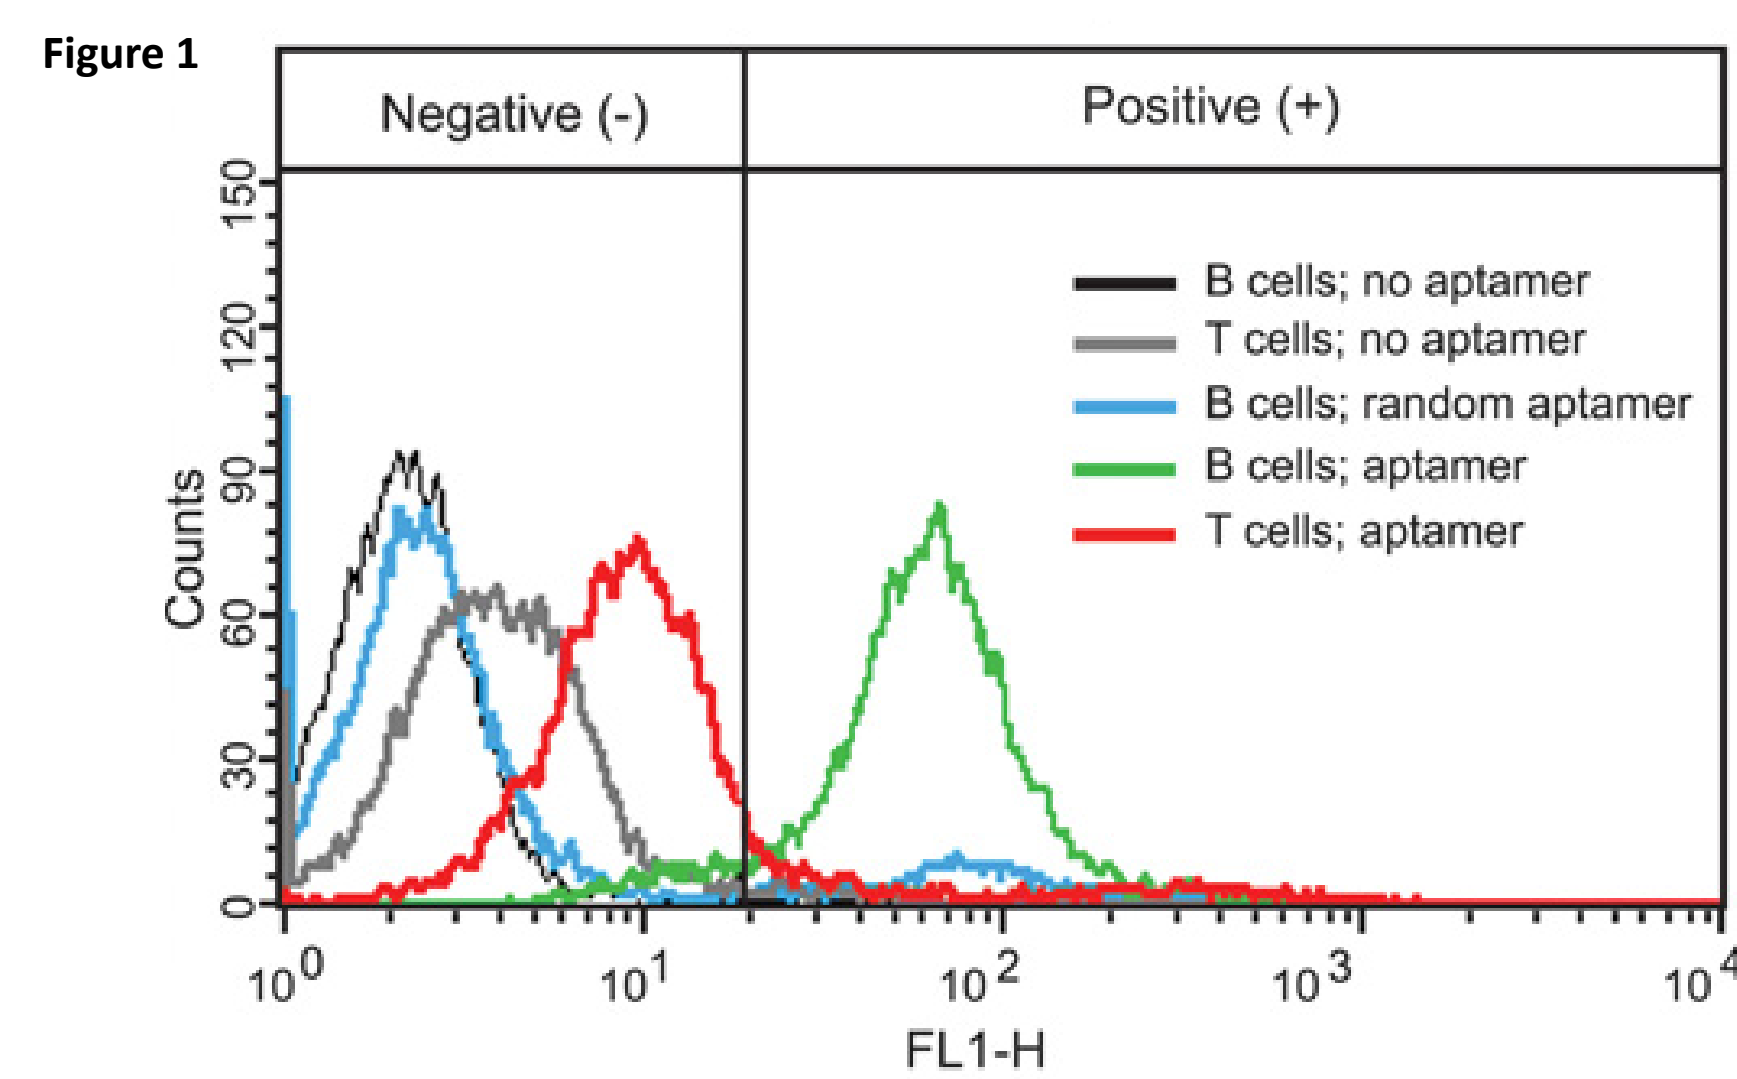 Figure 1
Negative (-)
Positive (+)
150
120
90
60
30
0
Counts
B cells; no aptamer
T cells; no aptamer
B cells; random aptamer
B cells; aptamer
T cells; aptamer
10^0 10^1 10^2 10^3 10^4
FL1-H